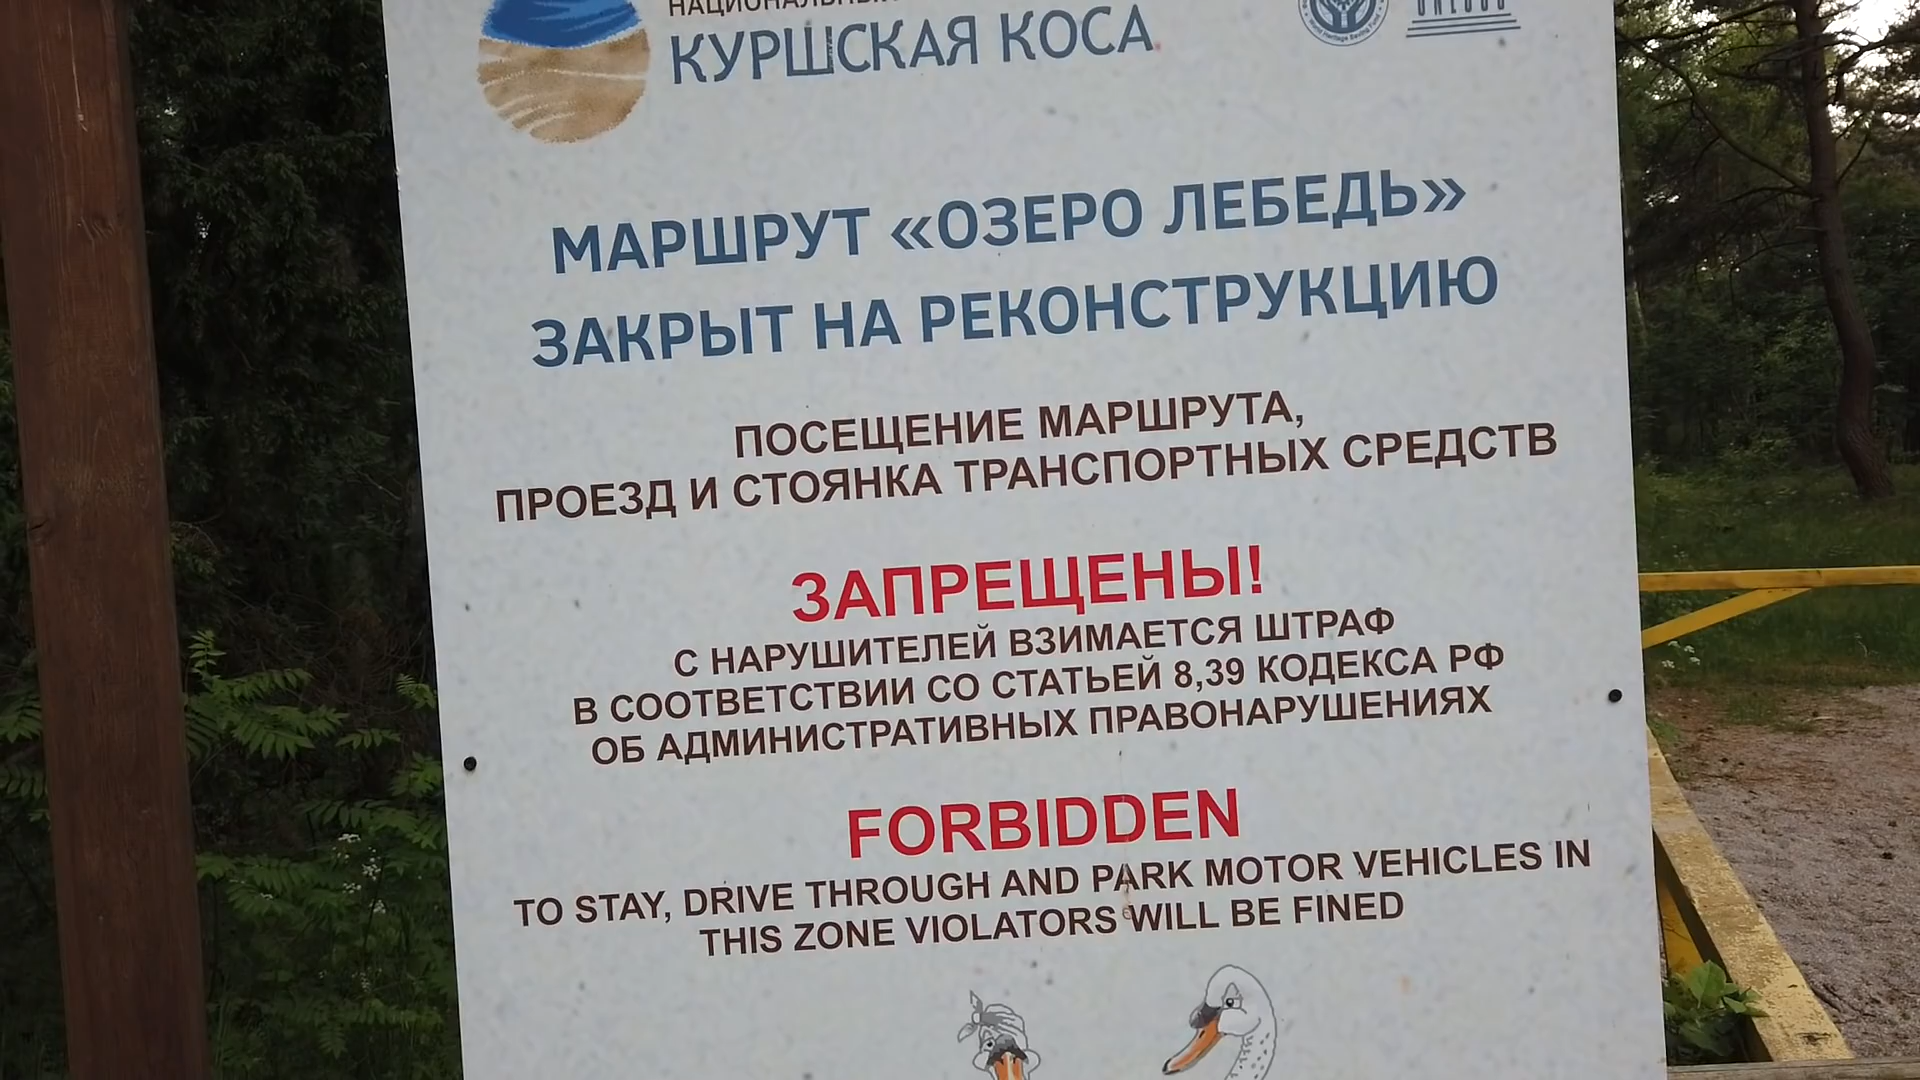 КУРШСКАЯ КОСА
МАРШРУТ «ОЗЕРО ЛЕБЕДЬ»
ЗАКРЫТ НА РЕКОНСТРУКЦИЮ
ПОСЕЩЕНИЕ МАРШРУТА,
ПРОЕЗД И СТОЯНКА ТРАНСПОРТНЫХ СРЕДСТВ
ЗАПРЕЩЕНЫ!
С НАРУШИТЕЛЕЙ ВЗИМАЕТСЯ ШТРАФ
В СООТВЕТСТВИИ СО СТАТЬЕЙ 8,39 КОДЕКСА РФ
ОБ АДМИНИСТРАТИВНЫХ ПРАВОНАРУШЕНИЯХ
FORBIDDEN
TO STAY, DRIVE THROUGH AND PARK MOTOR VEHICLES IN
THIS ZONE VIOLATORS WILL BE FINED